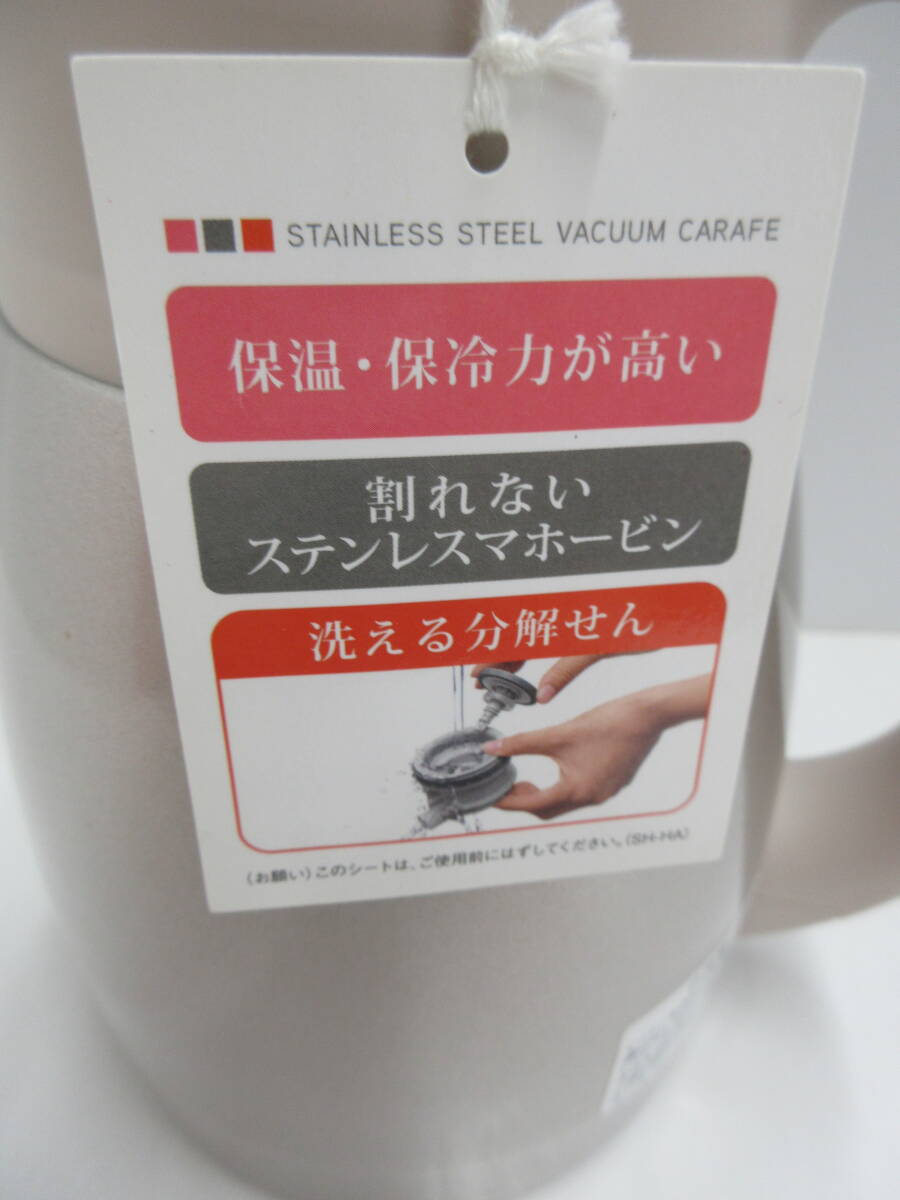 STAINLESS STEEL VACUUM CARAFE
保温・保冷力が高い
割れない
ステンレスマホービン
洗える分解せん
(お願い)このシートは、ご使用前にはずしてください。(SH-HA)